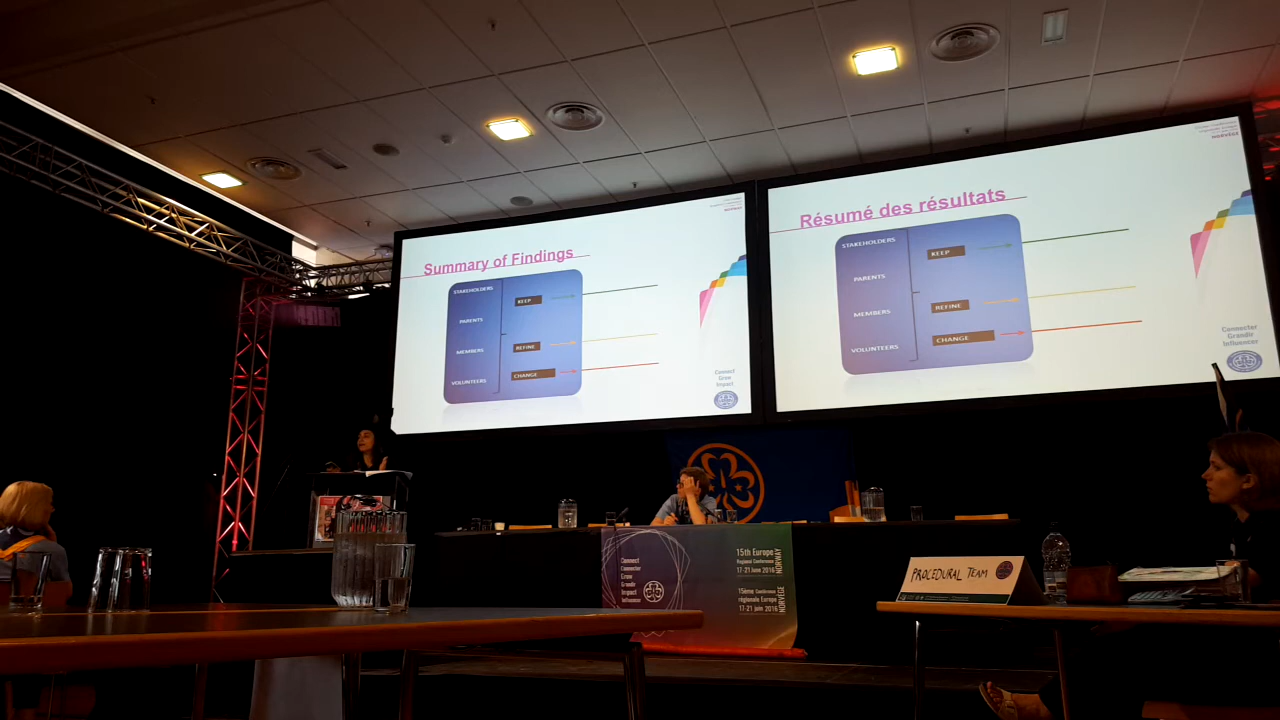 Summary of Findings
STAKEHOLDERS
PARENTS
MEMBERS
VOLUNTEERS
KEEP
REFINE
CHANGE
Connect
Grow
Impact
Résumé des résultats
STAKEHOLDERS
PARENTS
MEMBERS
VOLUNTEERS
KEEP
REFINE
CHANGE
NORVÈGE
Connecter
Grandir
Influencer
Connect
Connecter
Grow
Grandir
Impact
Influencer
15th Europe
Regional Conference
17-21 June 2016
NORWAY
15ème Conférence
régionale Europe
17-21 juin 2016
NORVÈGE
PROCEDURAL TEAM